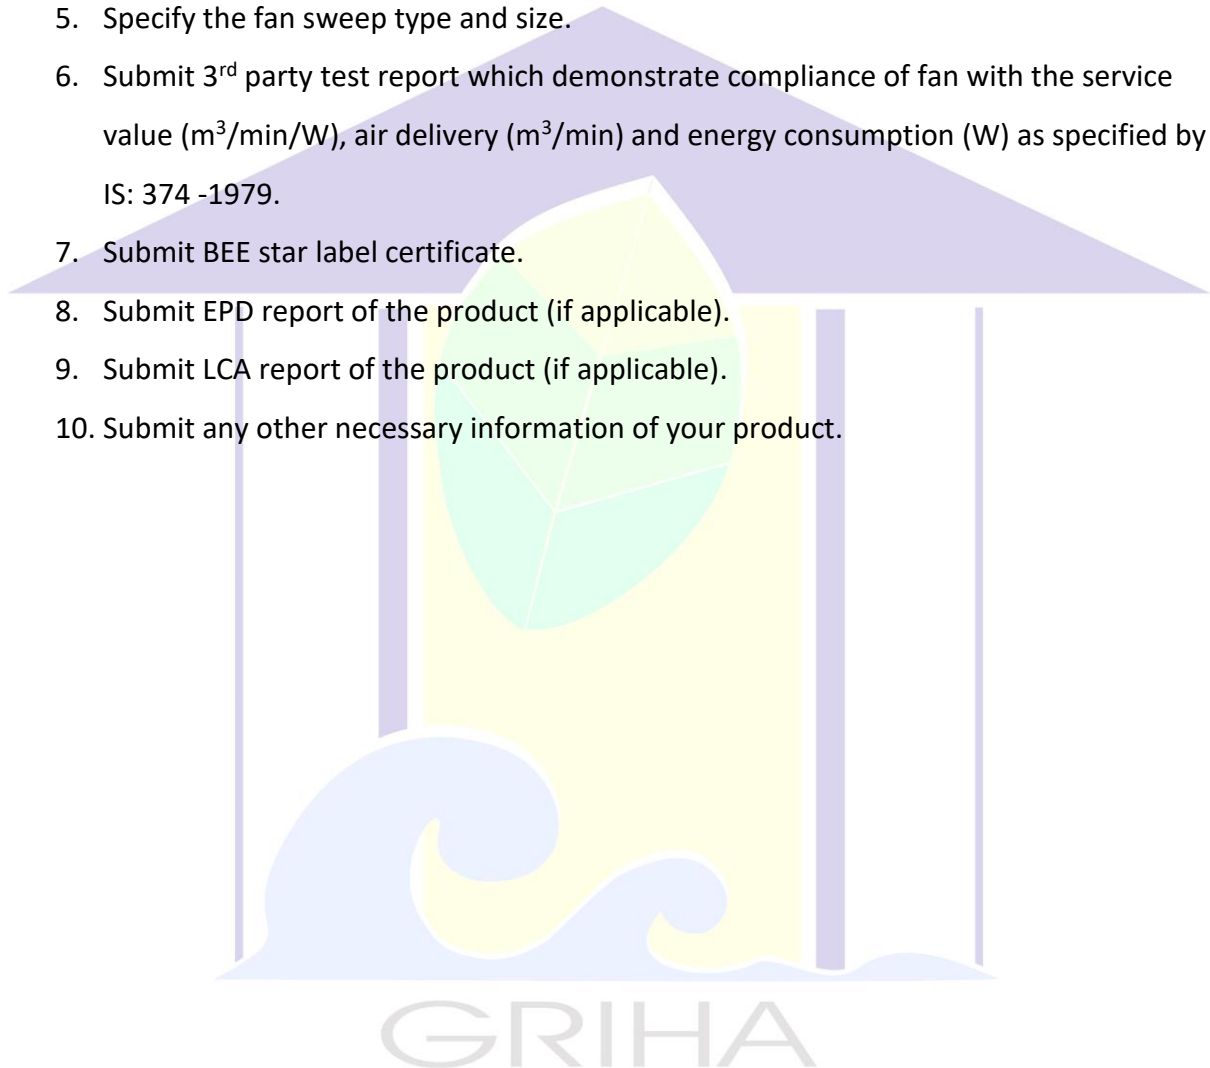 5. Specify the fan sweep type and size.
6. Submit 3rd party test report which demonstrate compliance of fan with the service
value (m³/min/W), air delivery (m³/min) and energy consumption (W) as specified by
IS: 374 -1979.
7. Submit BEE star label certificate.
8. Submit EPD report of the product (if applicable).
9. Submit LCA report of the product (if applicable).
10. Submit any other necessary information of your product.
GRIHA